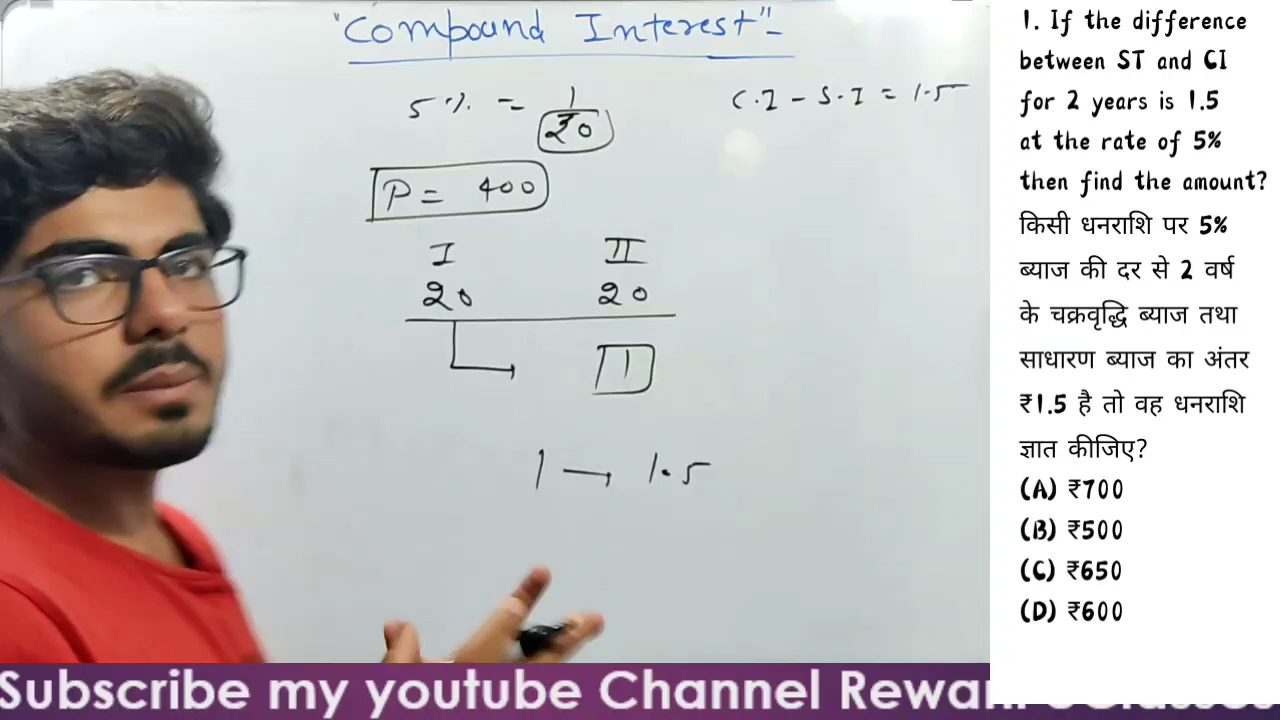 "Compound Interest"-
5% = 1/20
C.I - S.I = 1.5
P = 400
I II
20 20
1
1 → 1.5
1. If the difference
between ST and CI
for 2 years is 1.5
at the rate of 5%
then find the amount?
किसी धनराशि पर 5%
ब्याज की दर से 2 वर्ष
के चक्रवृद्धि ब्याज तथा
साधारण ब्याज का अंतर
₹1.5 है तो वह धनराशि
ज्ञात कीजिए?
(A) ₹700
(B) ₹500
(C) ₹650
(D) ₹600
Subscribe my youtube Channel